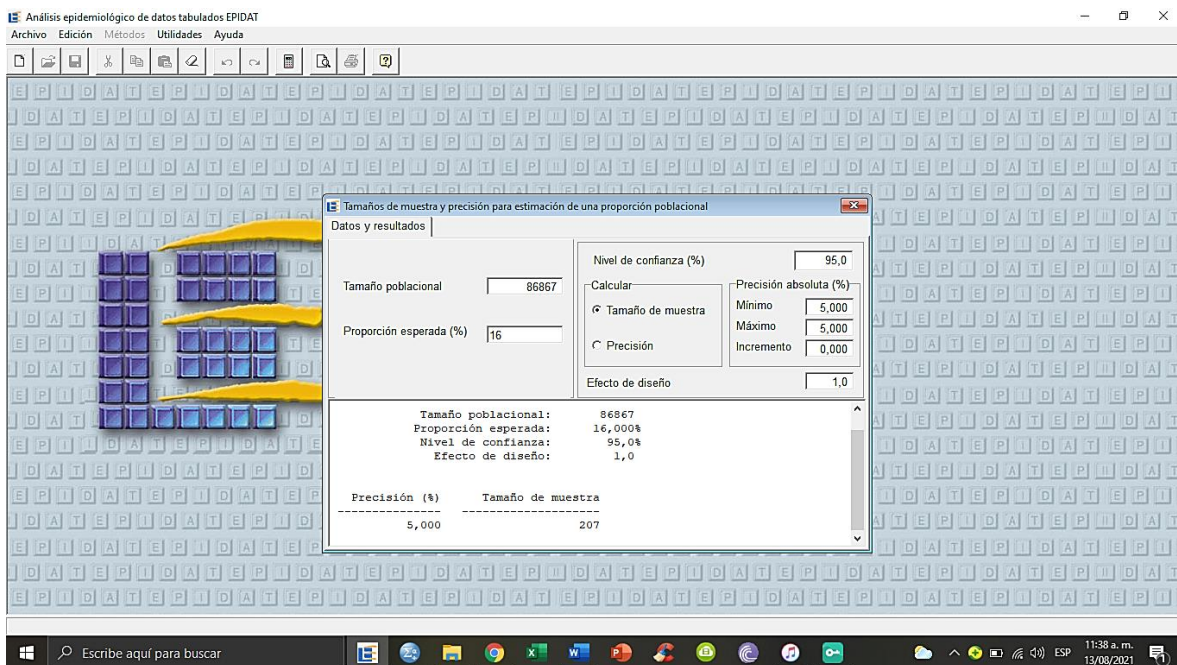 Análisis epidemiológico de datos tabulados EPIDAT
Archivo Edición Métodos Utilidades Ayuda
Tamaños de muestra y precisión para estimación de una proporción poblacional
Datos y resultados
Tamaño poblacional 86867
Proporción esperada (%) 16
Nivel de confianza (%) 95,0
Calcular
Tamaño de muestra
Precisión
Precisión absoluta (%)
Mínimo 5,000
Máximo 5,000
Incremento 0,000
Efecto de diseño 1,0
Tamaño poblacional: 86867
Proporción esperada: 16,000%
Nivel de confianza: 95,0%
Efecto de diseño: 1,0
Precisión (%) Tamaño de muestra
--------------- ---------------------
5,000 207
Escribe aquí para buscar
ESP
11:38 a. m.
13/08/2021